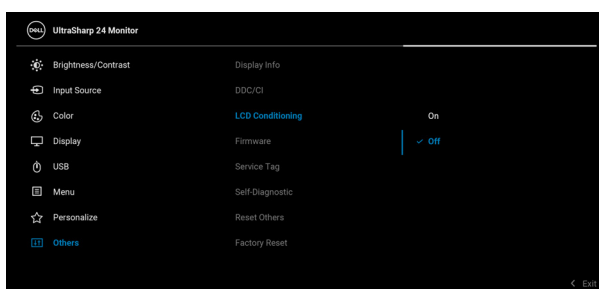 DELL UltraSharp 24 Monitor
Brightness/Contrast Display Info
Input Source DDC/CI
Color LCD Conditioning On
Display Firmware ✓ Off
USB Service Tag
Menu Self-Diagnostic
Personalize Reset Others
Others Factory Reset
< Exit